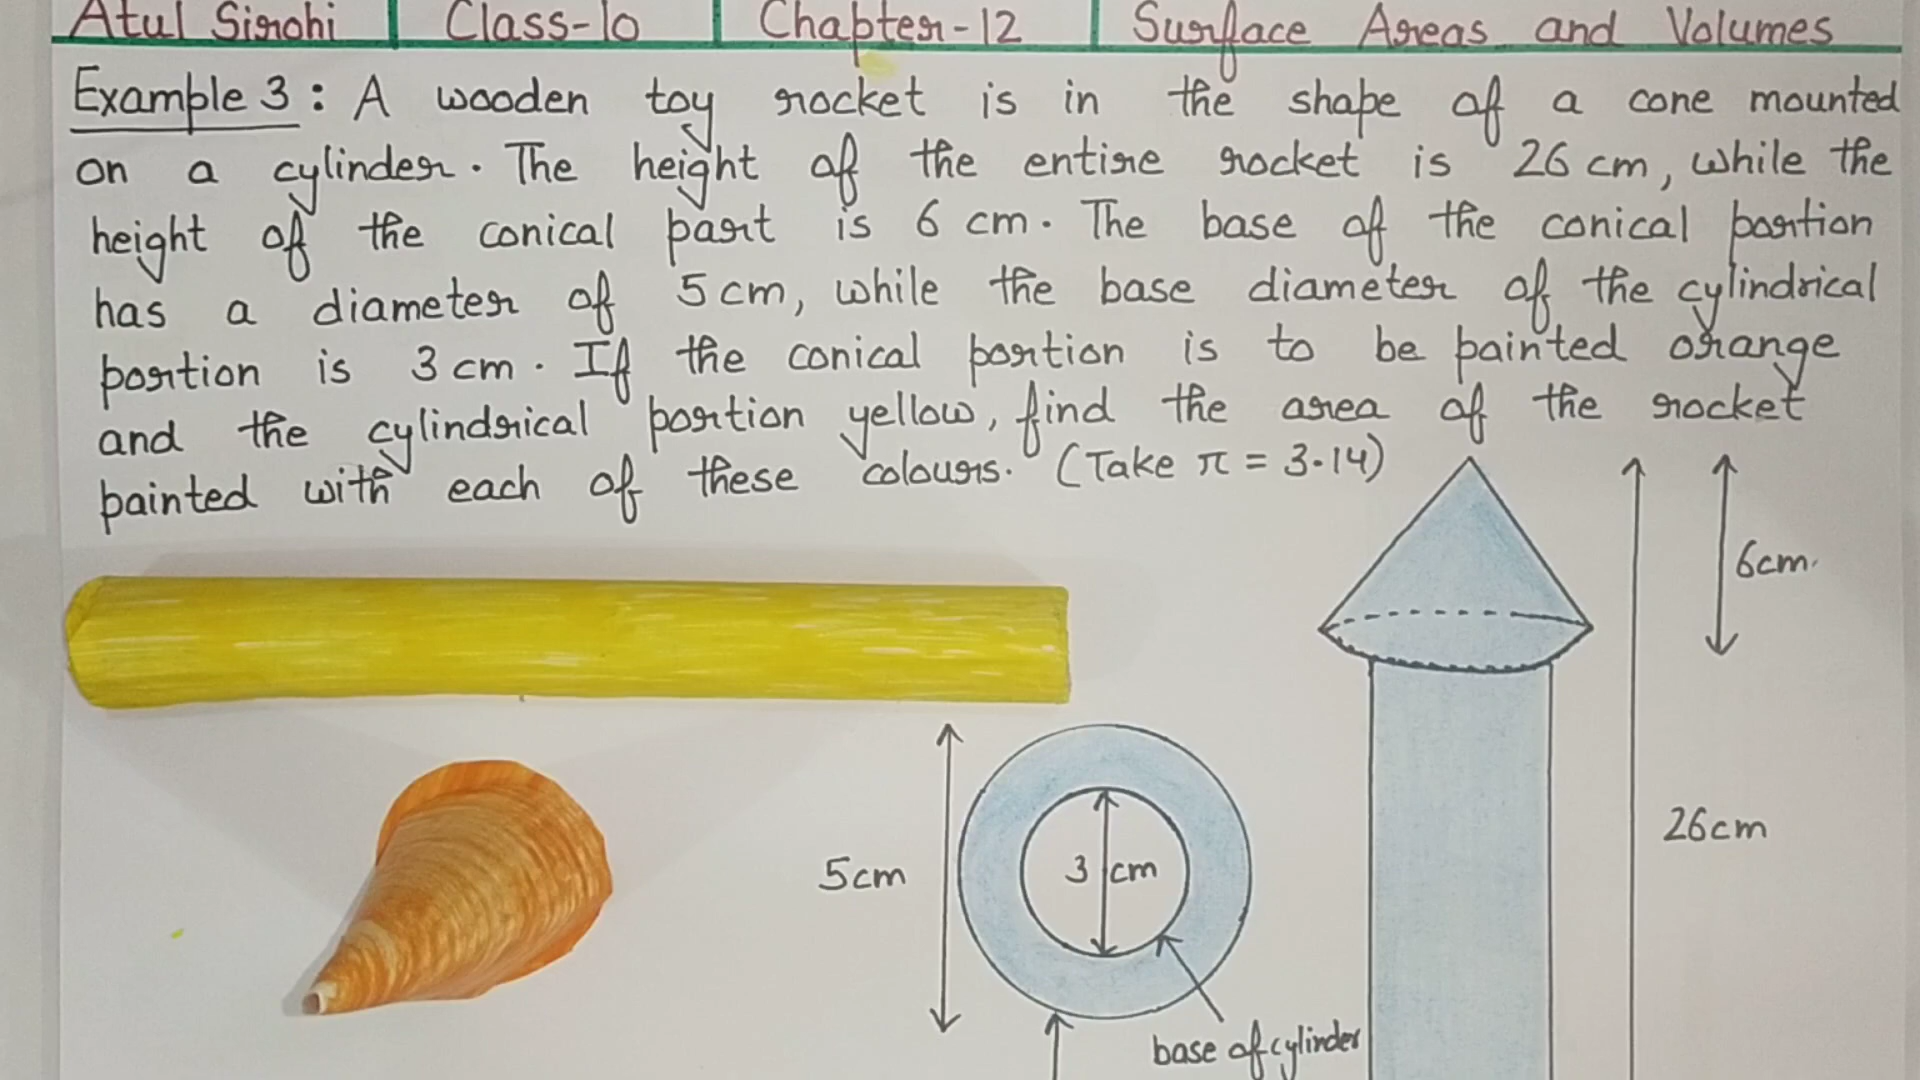 Atul Sirohi Class-10 Chapter-12 Surface Areas and Volumes
Example 3 : A wooden toy rocket is in the shape of a cone mounted
on a cylinder. The height of the entire rocket is 26 cm, while the
height of the conical part is 6 cm. The base of the conical portion
has a diameter of 5 cm, while the base diameter of the cylindrical
portion is 3 cm. If the conical portion is to be painted orange
and the cylindrical portion yellow, find the area of the rocket
painted with each of these colours. (Take π = 3.14)
6cm.
26cm
5cm
3 cm
base of cylinder